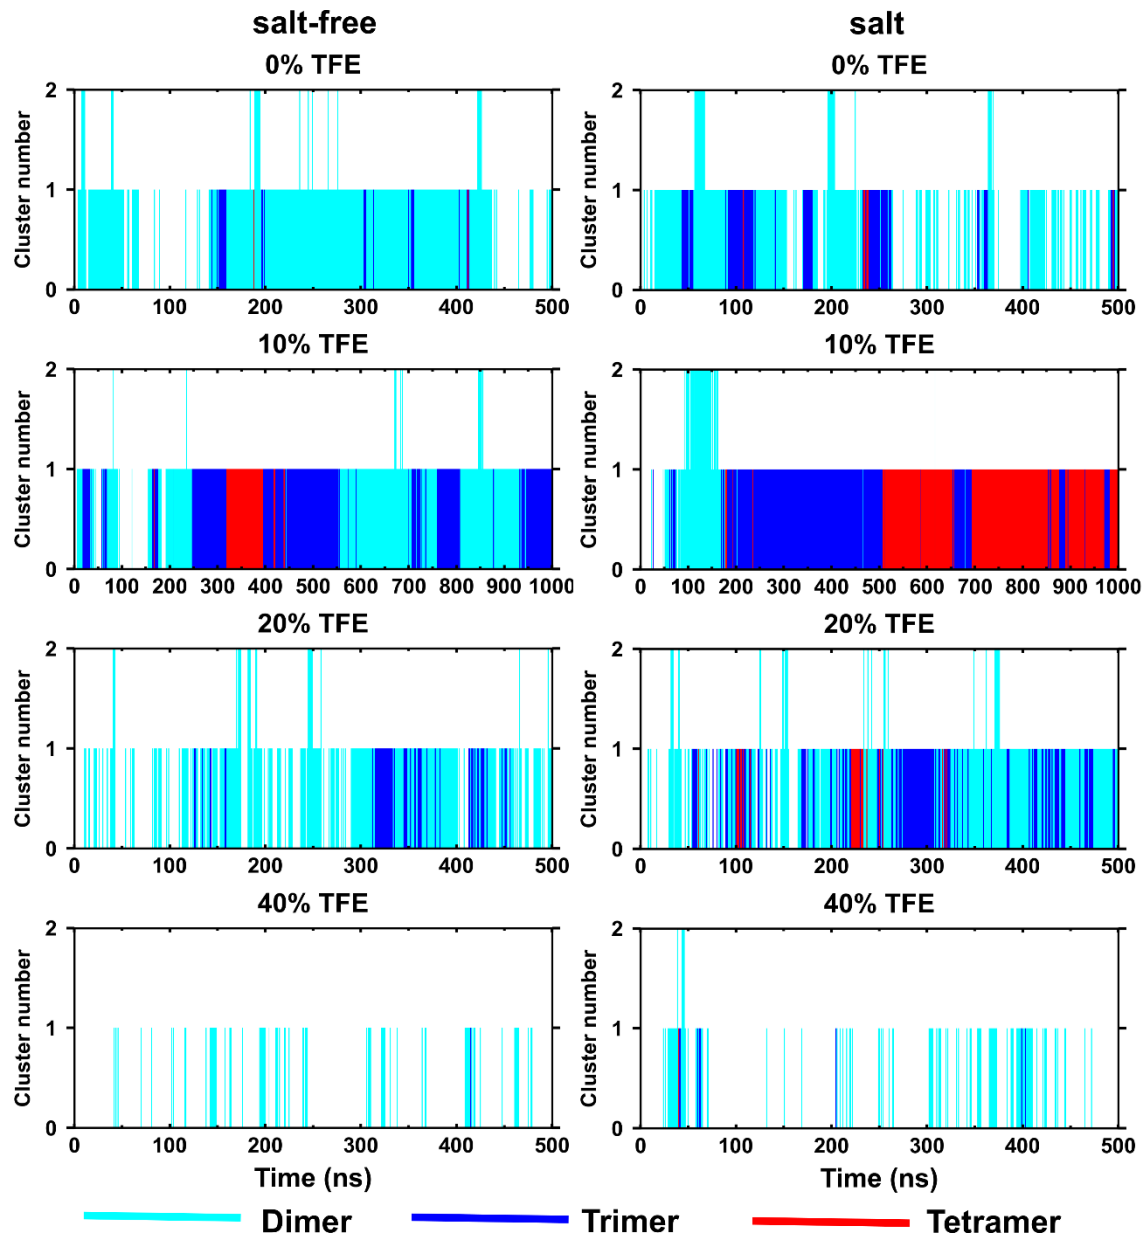 salt-free salt
0% TFE 0% TFE
Cluster number
2
1
0
0 100 200 300 400 500
Cluster number
2
1
0
0 100 200 300 400 500
10% TFE 10% TFE
Cluster number
2
1
0
0 100 200 300 400 500 600 700 800 900 1000
Cluster number
2
1
0
0 100 200 300 400 500 600 700 800 900 1000
20% TFE 20% TFE
Cluster number
2
1
0
0 100 200 300 400 500
Cluster number
2
1
0
0 100 200 300 400 500
40% TFE 40% TFE
Cluster number
2
1
0
0 100 200 300 400 500
Cluster number
2
1
0
0 100 200 300 400 500
Time (ns) Time (ns)
Dimer Trimer Tetramer